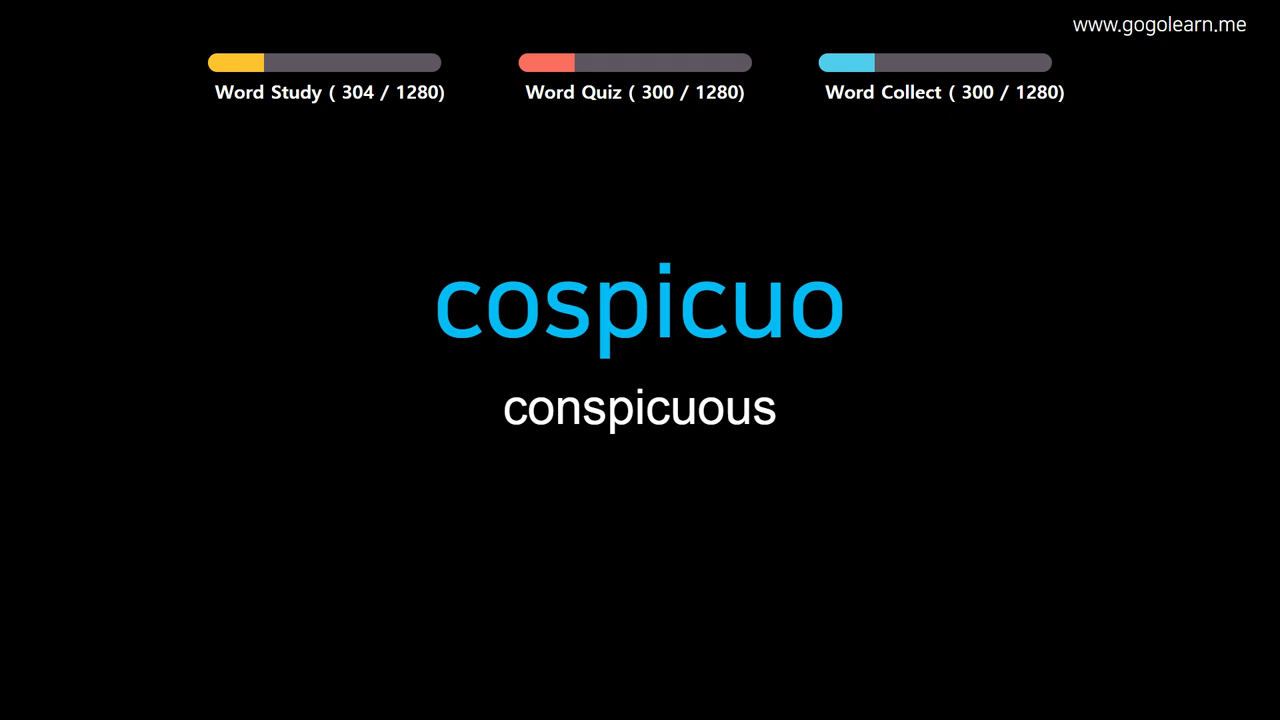 www.gogolearn.me
Word Study ( 304 / 1280)
Word Quiz ( 300 / 1280)
Word Collect ( 300 / 1280)
cospicuo
conspicuous